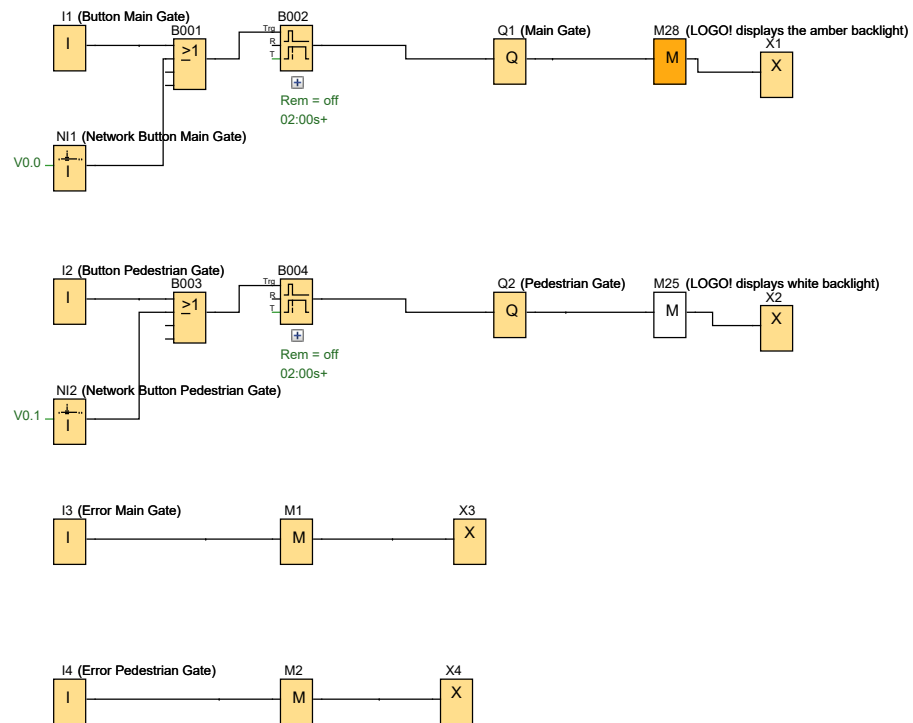 I1 (Button Main Gate)
B001
B002
Q1 (Main Gate)
M28 (LOGO! displays the amber backlight)
X1
I
>1
Trg
R
T
Q
M
X
Rem = off
02:00s+
NI1 (Network Button Main Gate)
V0.0
I
I2 (Button Pedestrian Gate)
B003
B004
Q2 (Pedestrian Gate)
M25 (LOGO! displays white backlight)
X2
I
>1
Trg
R
T
Q
M
X
Rem = off
02:00s+
NI2 (Network Button Pedestrian Gate)
V0.1
I
I3 (Error Main Gate)
M1
X3
I
M
X
I4 (Error Pedestrian Gate)
M2
X4
I
M
X